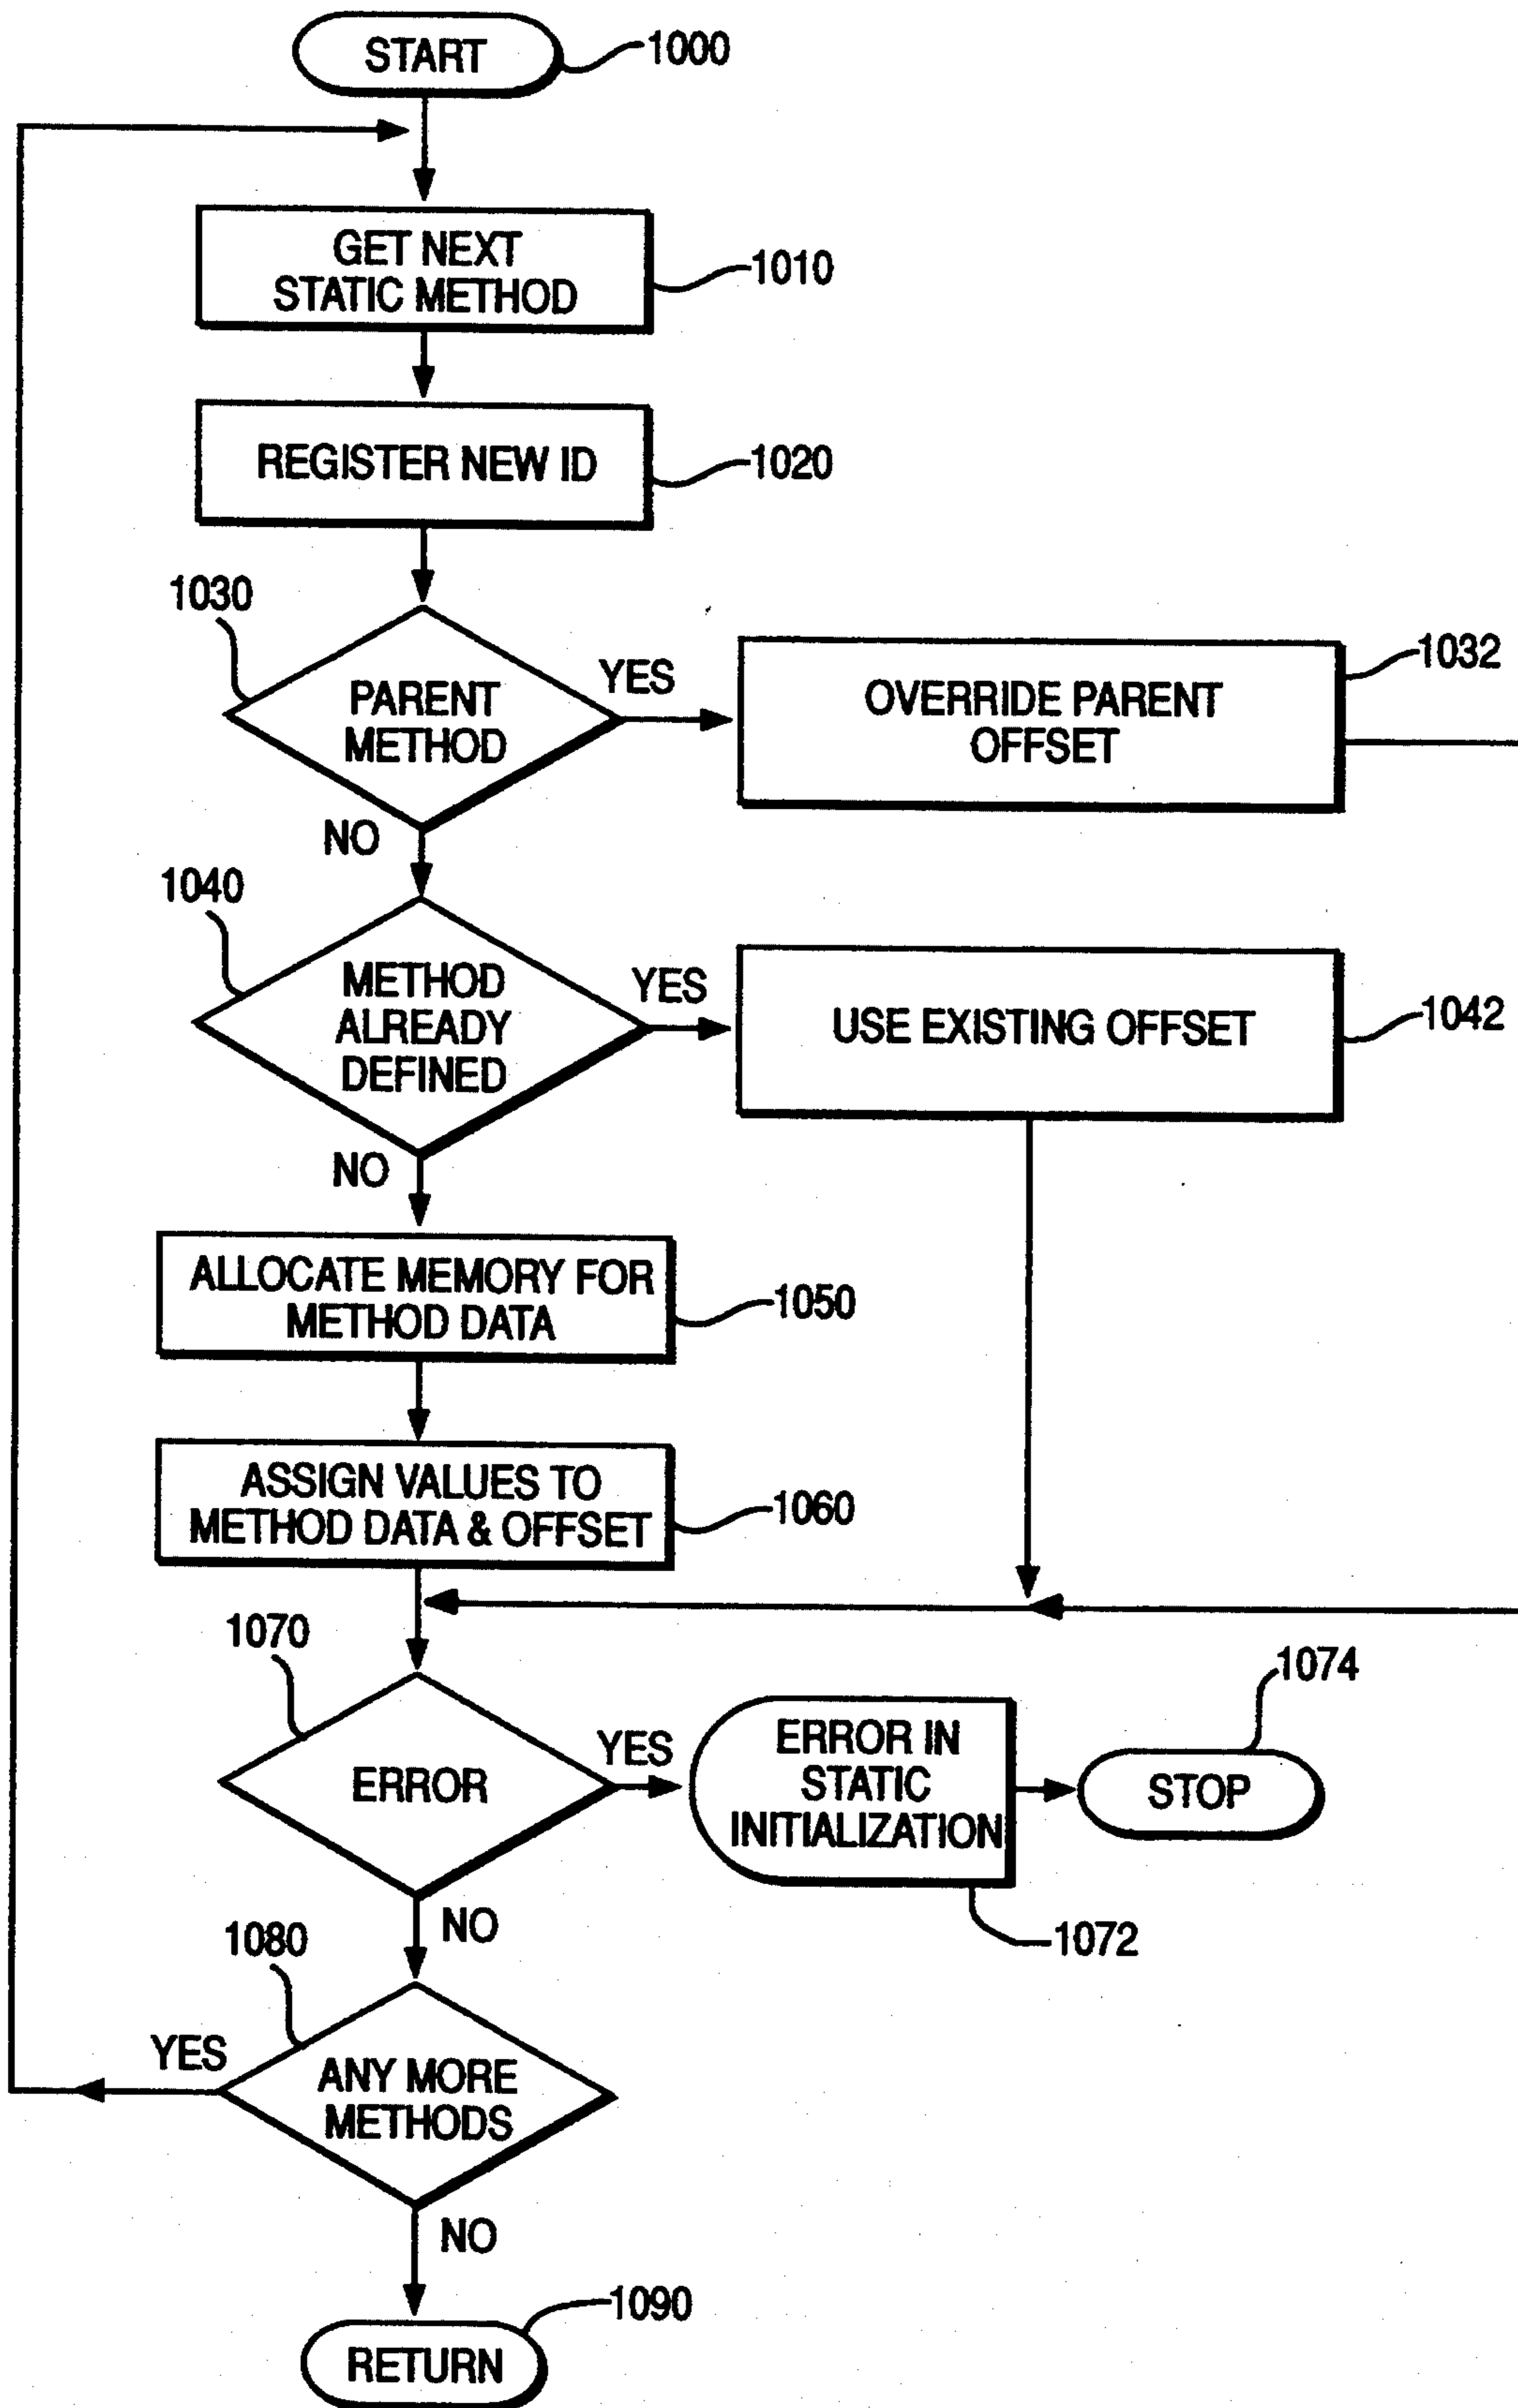 START
1000
GET NEXT
STATIC METHOD
1010
REGISTER NEW ID
1020
1030
PARENT
METHOD
YES
OVERRIDE PARENT
OFFSET
1032
NO
1040
METHOD
ALREADY
DEFINED
YES
USE EXISTING OFFSET
1042
NO
ALLOCATE MEMORY FOR
METHOD DATA
1050
ASSIGN VALUES TO
METHOD DATA & OFFSET
1060
1070
ERROR
YES
ERROR IN
STATIC
INITIALIZATION
1072
STOP
1074
NO
1080
ANY MORE
METHODS
YES
NO
RETURN
1090